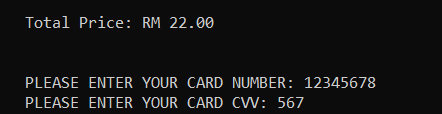 Total Price: RM 22.00
PLEASE ENTER YOUR CARD NUMBER: 12345678
PLEASE ENTER YOUR CARD CVV: 567